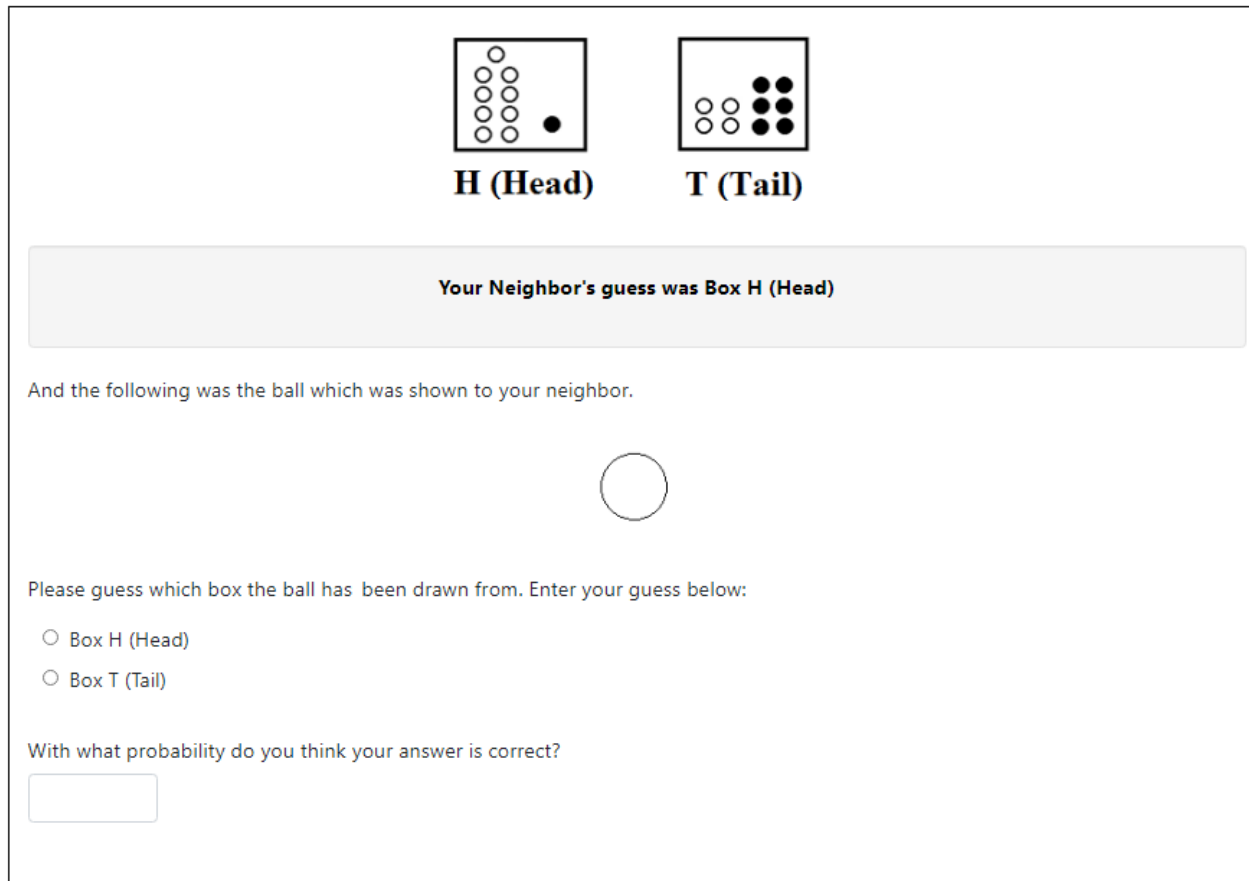 H (Head) T (Tail)
Your Neighbor's guess was Box H (Head)
And the following was the ball which was shown to your neighbor.
Please guess which box the ball has been drawn from. Enter your guess below:
Box H (Head)
Box T (Tail)
With what probability do you think your answer is correct?